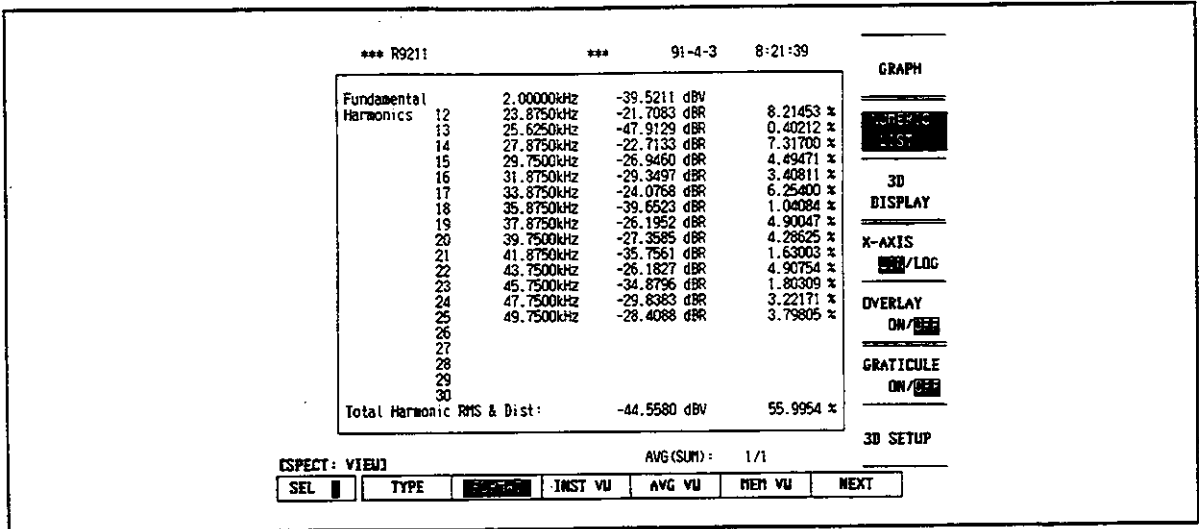 *** R9211 *** 91-4-3 8:21:39
Fundamental 2.00000kHz -39.5211 dBV
Harmonics 12 23.8750kHz -21.7083 dBR 8.21453 %
13 25.6250kHz -47.9129 dBR 0.40212 %
14 27.8750kHz -22.7133 dBR 7.31700 %
15 29.7500kHz -26.9460 dBR 4.49471 %
16 31.8750kHz -29.3497 dBR 3.40811 %
17 33.8750kHz -24.0768 dBR 6.25400 %
18 35.8750kHz -39.6523 dBR 1.04084 %
19 37.8750kHz -26.1952 dBR 4.90047 %
20 39.7500kHz -27.3585 dBR 4.28625 %
21 41.8750kHz -35.7561 dBR 1.63003 %
22 43.7500kHz -26.1827 dBR 4.90754 %
23 45.7500kHz -34.8796 dBR 1.80309 %
24 47.7500kHz -29.8383 dBR 3.22171 %
25 49.7500kHz -28.4088 dBR 3.79805 %
26
27
28
29
30
Total Harmonic RMS & Dist: -44.5580 dBV 55.9954 %
AVG(SUM): 1/1
[SPECT: VIEW]
SEL TYPE INST VW AVG VW MEM VW NEXT
GRAPH
NUMERIC
LIST
3D
DISPLAY
X-AXIS
/LOG
OVERLAY
ON/OFF
GRATICULE
ON/OFF
3D SETUP